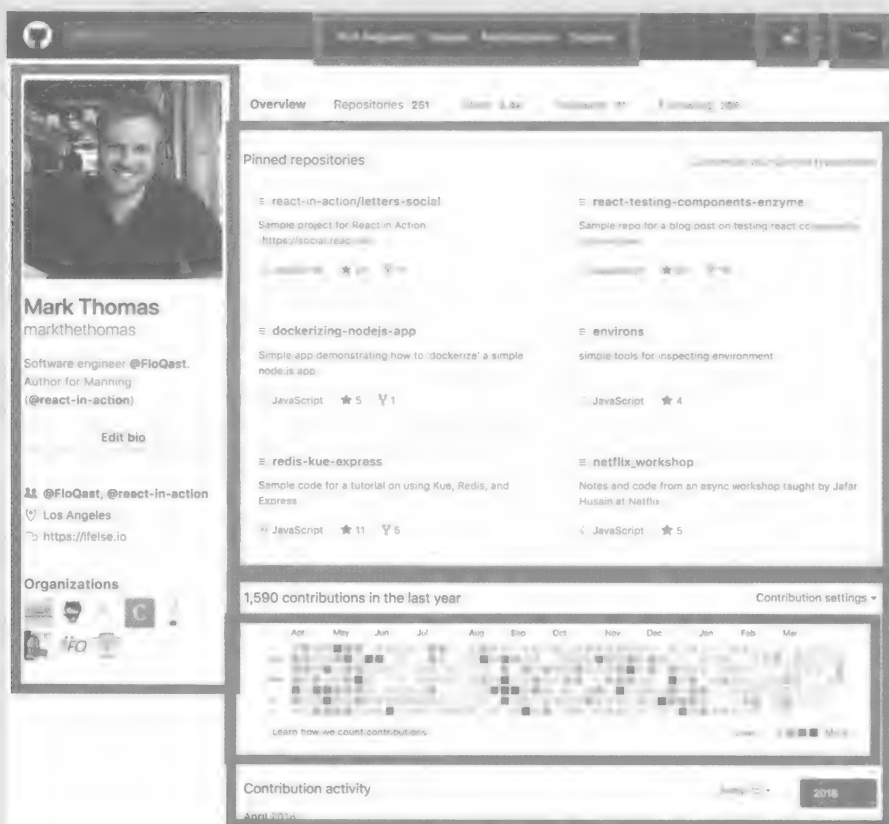 Overview Repositories 251
Pinned repositories
react-in-action/letters-social
Sample project for React in Action
react-testing-components-enzyme
Sample repo for a blog post on testing react
Mark Thomas
markthethomas
Software engineer @FloQast.
Author for Manning
(@react-in-action)
Edit bio
@FloQast, @react-in-action
Los Angeles
https://ifelse.io
Organizations
FQ
dockerizing-nodejs-app
Simple app demonstrating how to 'dockerize' a simple
node.js app
JavaScript 5 1
environs
simple tools for inspecting environment
JavaScript 4
redis-kue-express
Sample code for a tutorial on using Kue, Redis, and
Express
JavaScript 11 5
netflix_workshop
Notes and code from an async workshop taught by Jafar
Husain at Netflix
JavaScript 5
1,590 contributions in the last year
Contribution settings
Apr May Jun Jul Aug Sep Oct Nov Dec Jan Feb Mar
Learn how we count contributions
Contribution activity
2018
April 2018